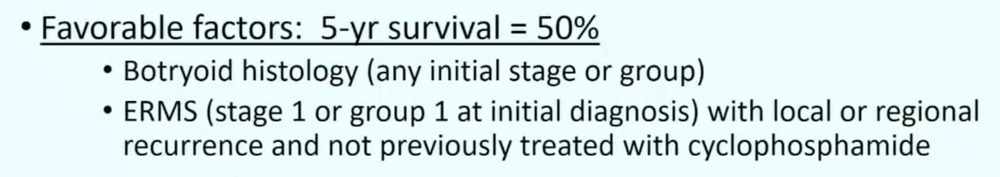 • Favorable factors: 5-yr survival = 50%
• Botryoid histology (any initial stage or group)
• ERMS (stage 1 or group 1 at initial diagnosis) with local or regional
recurrence and not previously treated with cyclophosphamide